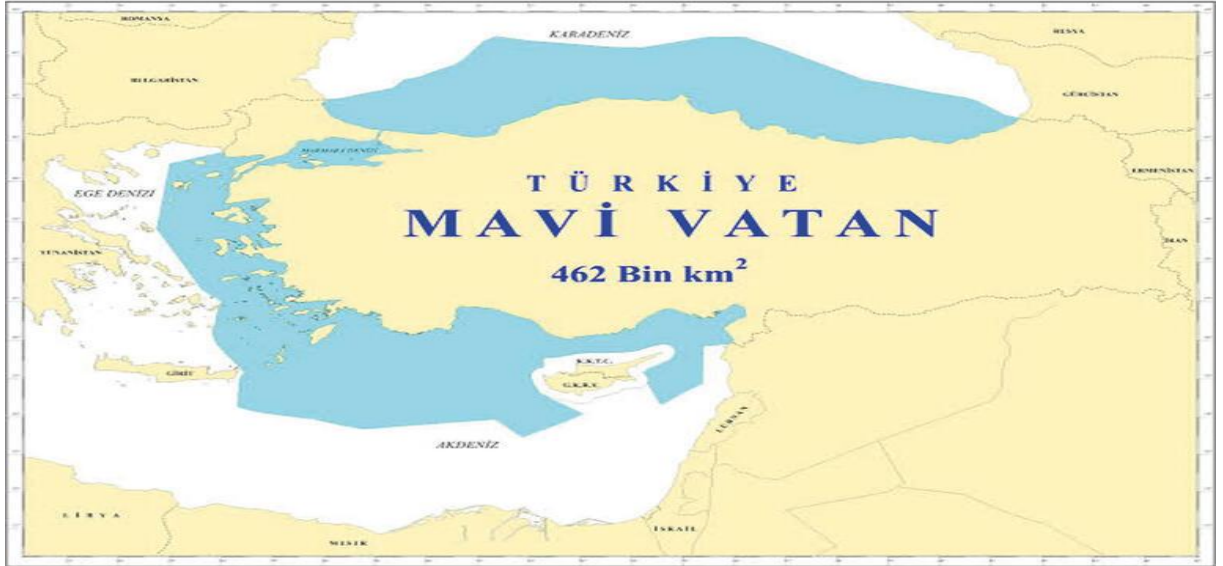 ROMANYA
KARADENİZ
RUSYA
BULGARİSTAN
GÜRCİSTAN
MARMARA DENİZİ
ERMENİSTAN
EGE DENİZİ
TÜRKİYE
MAVİ VATAN
YUNANİSTAN
İRAN
462 Bin km²
K.K.T.C.
GİRİT
G.K.R.Y.
LÜBNAN
AKDENİZ
LİBYA
İSRAİL
MISIR